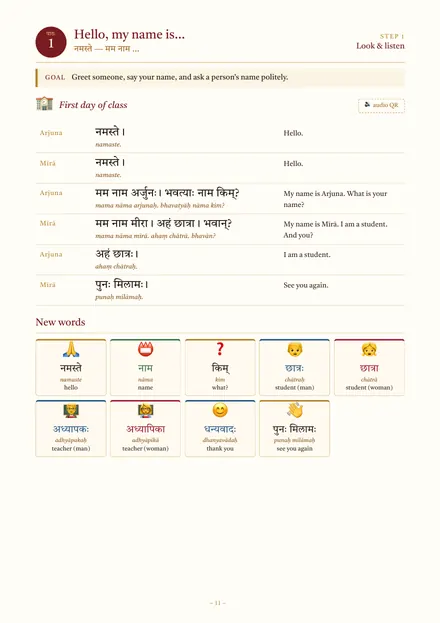 पाठः
1
Hello, my name is...
नमस्ते — मम नाम ...
STEP 1
Look & listen
GOAL Greet someone, say your name, and ask a person's name politely.
First day of class
audio QR
Arjuna नमस्ते। Hello.
namaste.
Mīrā नमस्ते। Hello.
namaste.
Arjuna मम नाम अर्जुनः। भवत्याः नाम किम्? My name is Arjuna. What is your
mama nāma arjunaḥ. bhavatyāḥ nāma kim? name?
Mīrā मम नाम मीरा। अहं छात्रा। भवान्? My name is Mīrā. I am a student.
mama nāma mīrā. ahaṃ chātrā. bhavān? And you?
Arjuna अहं छात्रः। I am a student.
ahaṃ chātraḥ.
Mīrā पुनः मिलामः। See you again.
punaḥ milāmaḥ.
New words
नमस्ते नाम किम् छात्रः छात्रा
namaste nāma kim chātraḥ chātrā
hello name what? student (man) student (woman)
अध्यापकः अध्यापिका धन्यवादः पुनः मिलामः
adhyāpakaḥ adhyāpikā dhanyavādaḥ punaḥ milāmaḥ
teacher (man) teacher (woman) thank you see you again
– 11 –